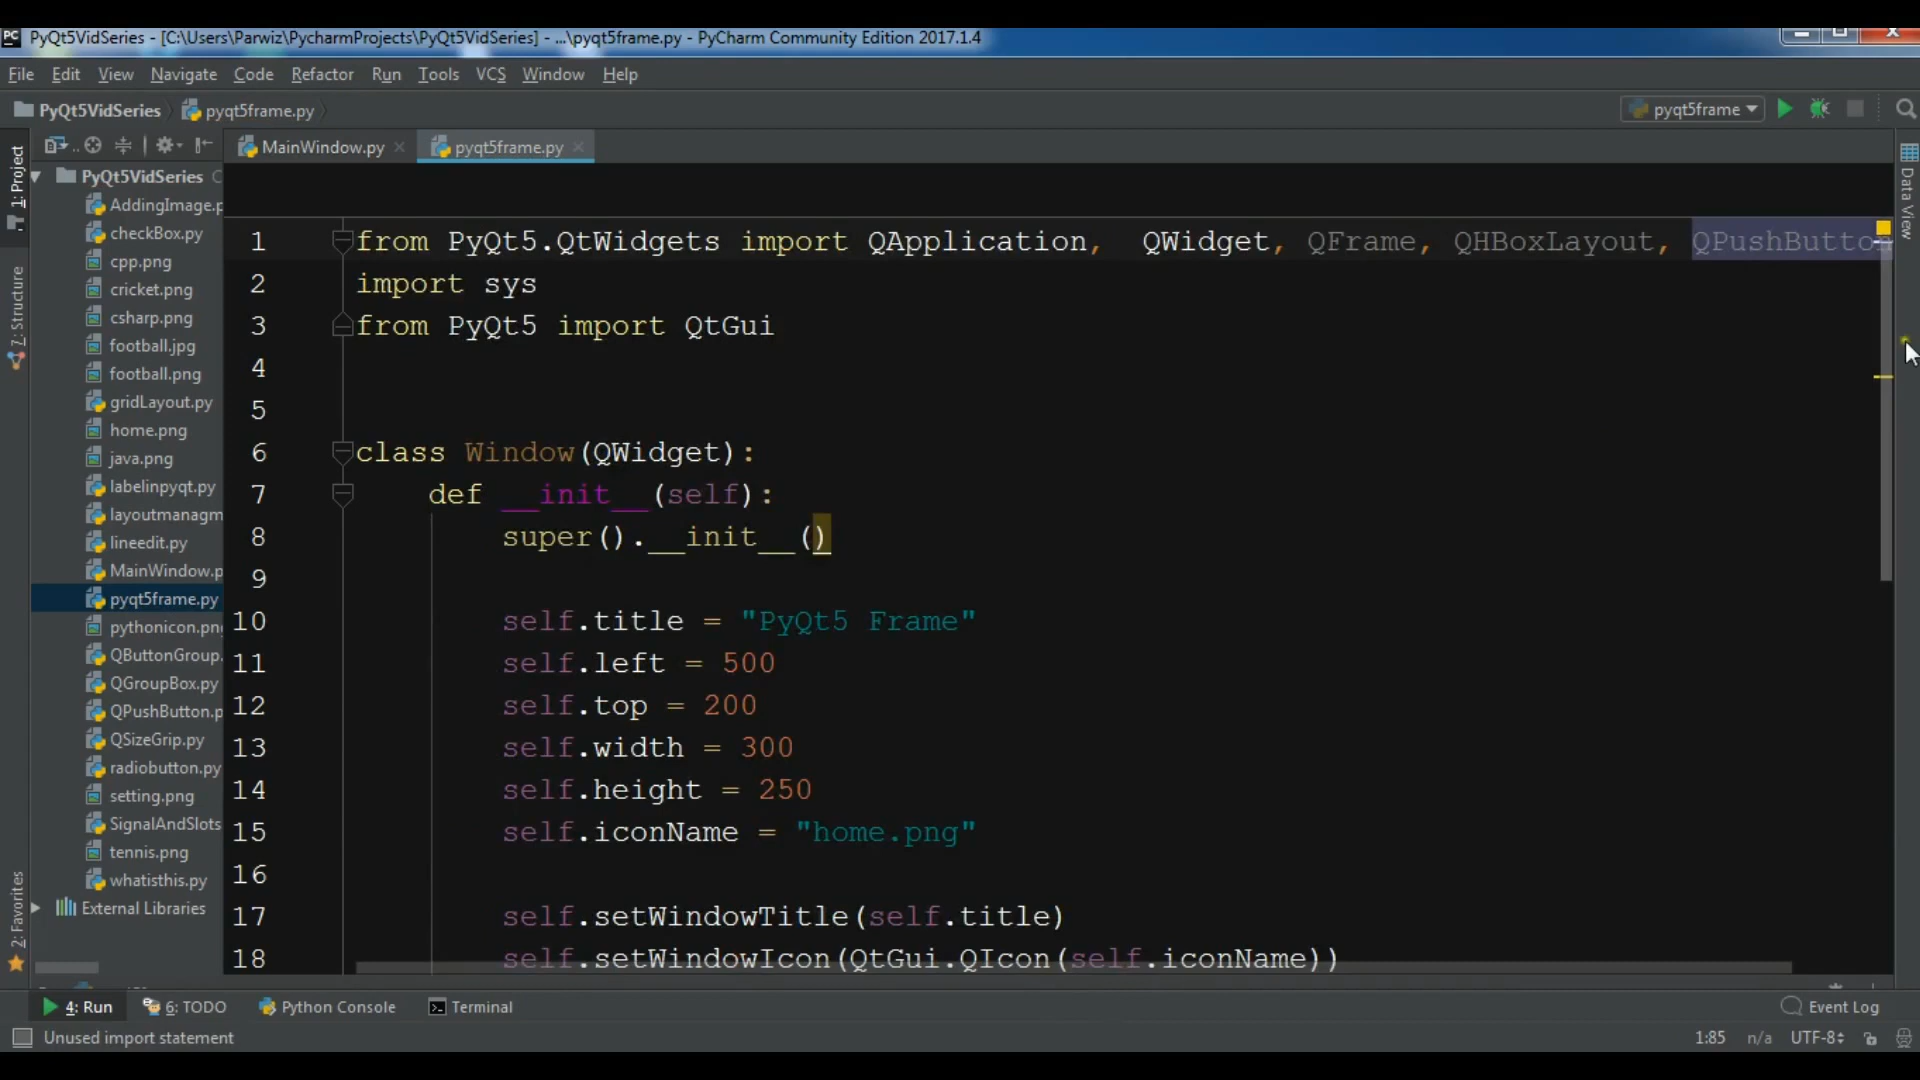 PyQt5VidSeries - [C:\Users\Parwiz\PycharmProjects\PyQt5VidSeries] - ...\pyqt5frame.py - PyCharm Community Edition 2017.1.4
File Edit View Navigate Code Refactor Run Tools VCS Window Help
PyQt5VidSeries pyqt5frame.py pyqt5frame
MainWindow.py pyqt5frame.py
1: Project
7: Structure
2: Favorites
Data View
PyQt5VidSeries
AddingImage.p
checkBox.py
cpp.png
cricket.png
csharp.png
football.jpg
football.png
gridLayout.py
home.png
java.png
labelinpyqt.py
layoutmanagm
lineedit.py
MainWindow.p
pyqt5frame.py
pythonicon.png
QButtonGroup.
QGroupBox.py
QPushButton.p
QSizeGrip.py
radiobutton.py
setting.png
SignalAndSlots
tennis.png
whatisthis.py
External Libraries
1 from PyQt5.QtWidgets import QApplication, QWidget, QFrame, QHBoxLayout, QPushButton
2 import sys
3 from PyQt5 import QtGui
4
5
6 class Window(QWidget):
7 def __init__(self):
8 super().__init__()
9
10 self.title = "PyQt5 Frame"
11 self.left = 500
12 self.top = 200
13 self.width = 300
14 self.height = 250
15 self.iconName = "home.png"
16
17 self.setWindowTitle(self.title)
18 self.setWindowIcon(QtGui.QIcon(self.iconName))
4: Run 6: TODO Python Console Terminal Event Log
Unused import statement 1:85 n/a UTF-8